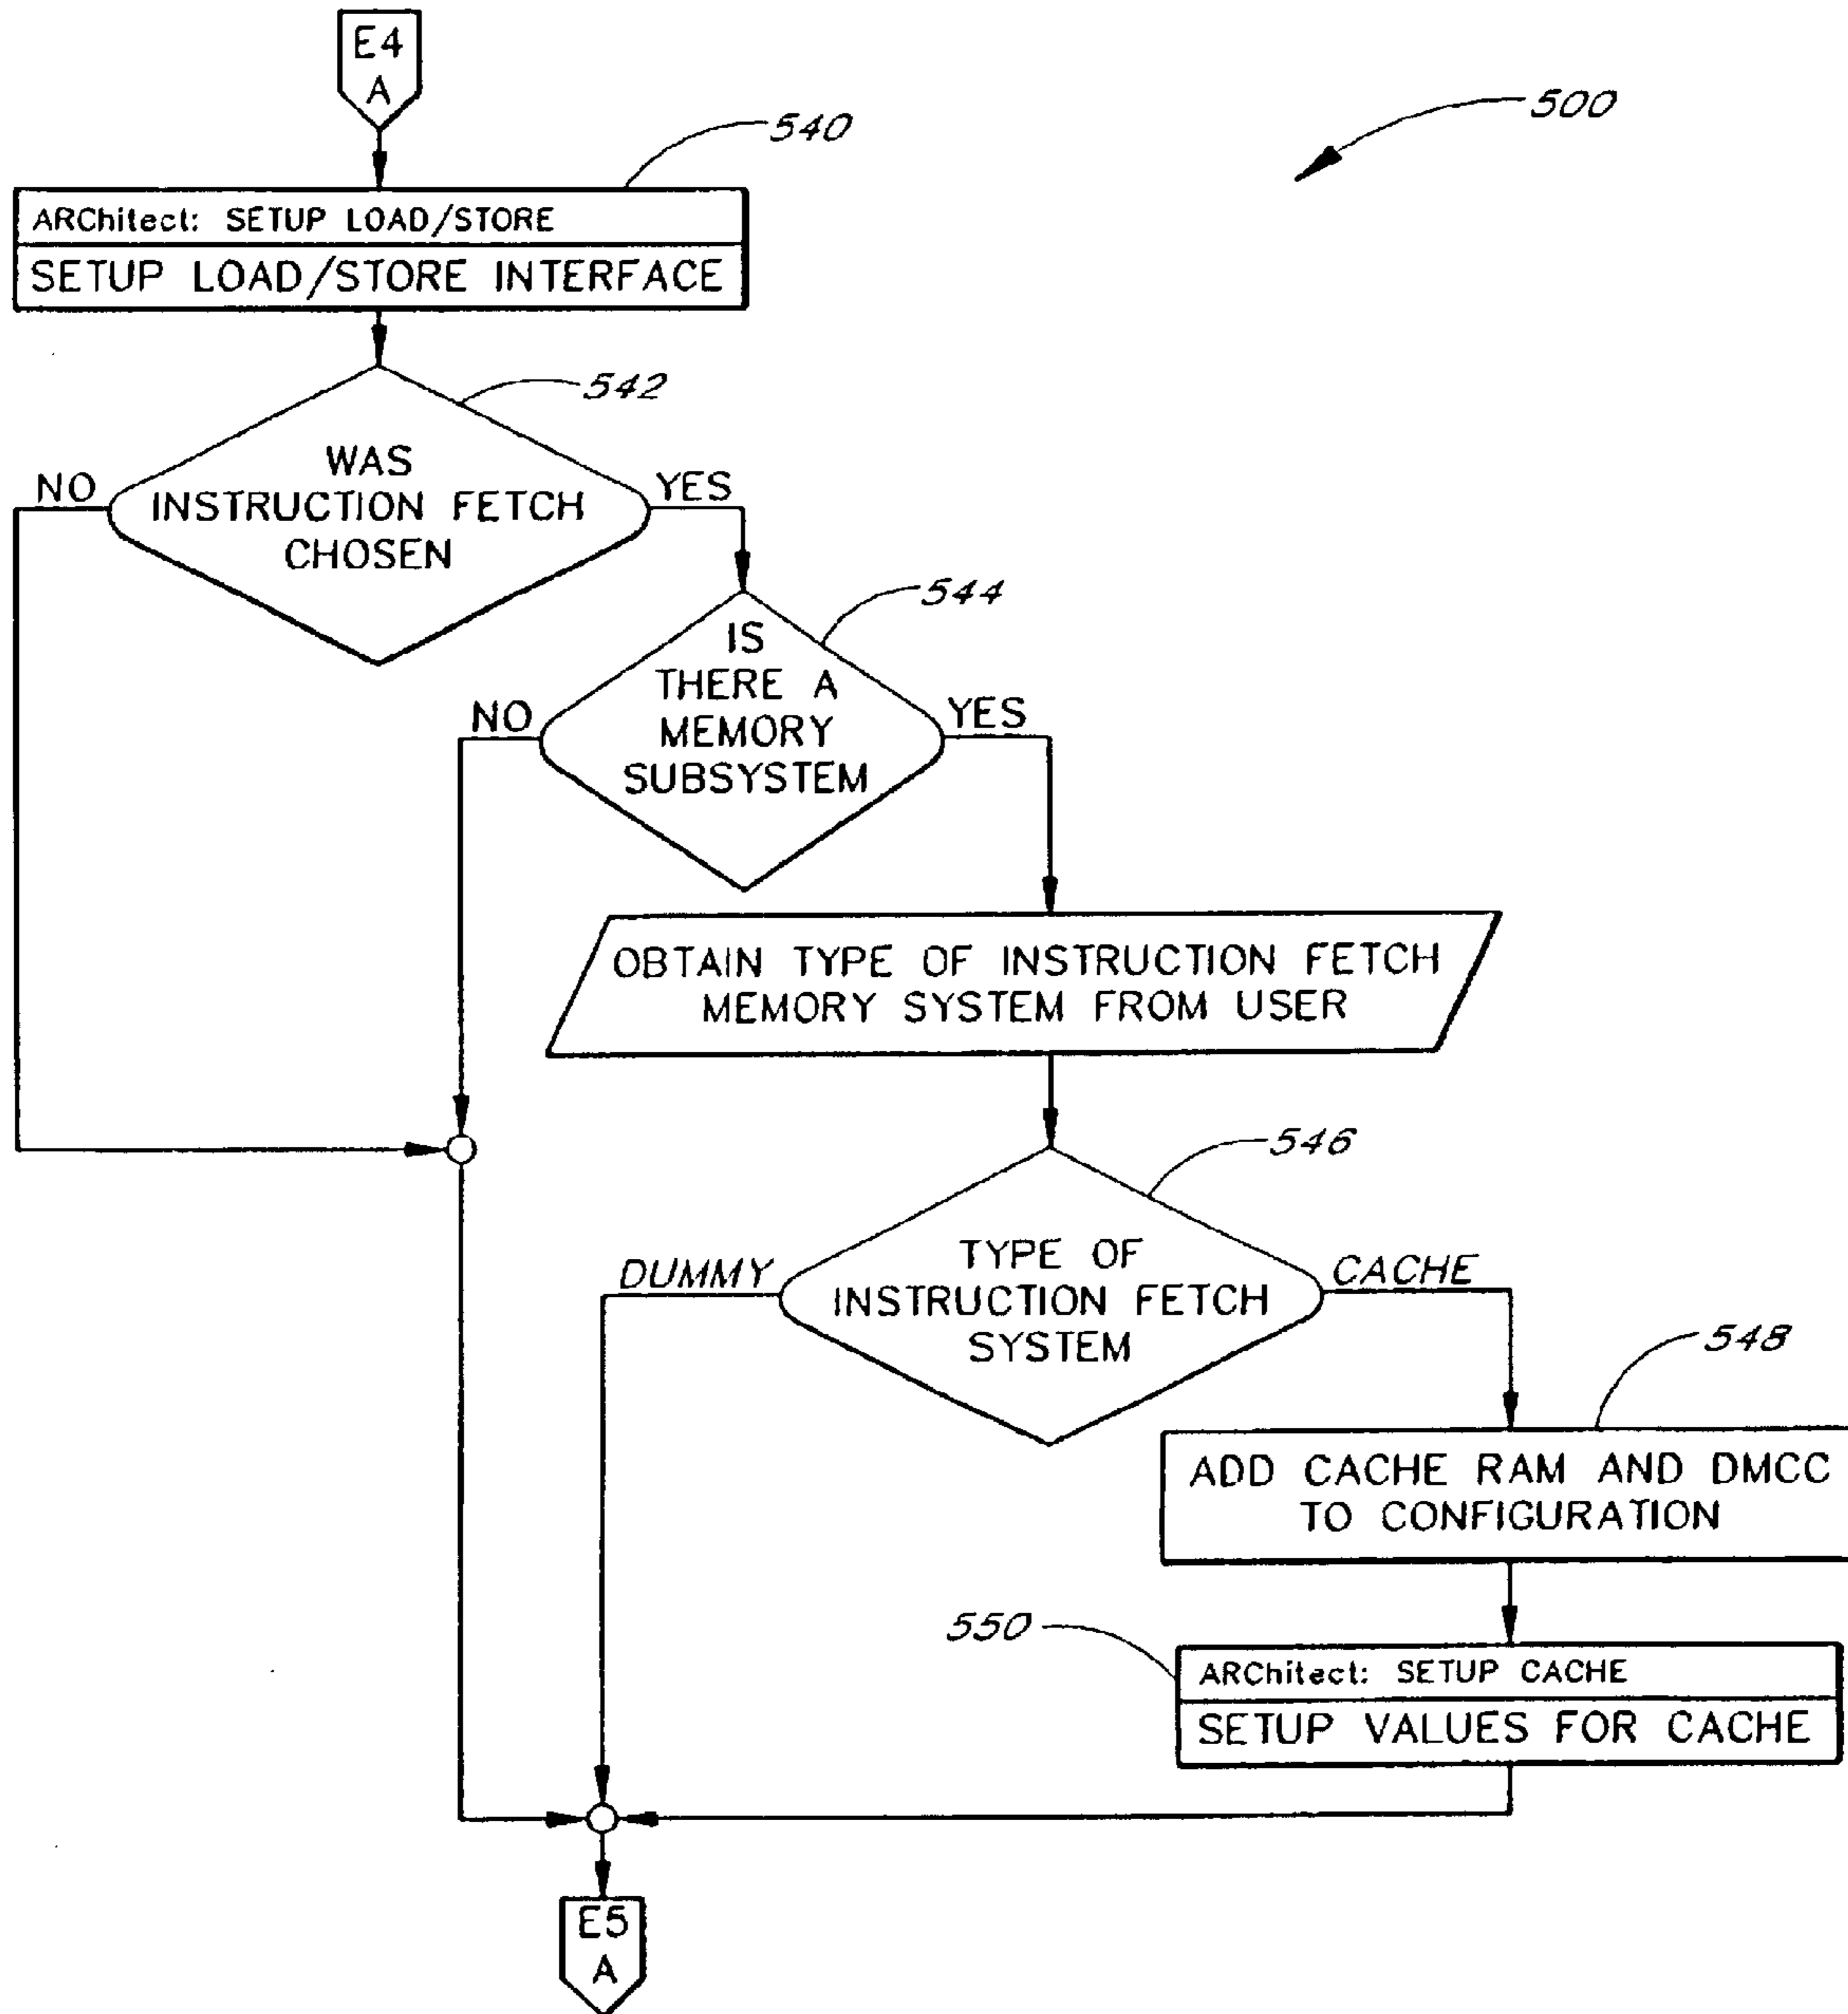 E4
A
500
540
ARChitect: SETUP LOAD/STORE
SETUP LOAD/STORE INTERFACE
542
WAS
INSTRUCTION FETCH
CHOSEN
NO
YES
544
IS
THERE A
MEMORY
SUBSYSTEM
NO
YES
OBTAIN TYPE OF INSTRUCTION FETCH
MEMORY SYSTEM FROM USER
546
TYPE OF
INSTRUCTION FETCH
SYSTEM
DUMMY
CACHE
548
ADD CACHE RAM AND DMCC
TO CONFIGURATION
550
ARChitect: SETUP CACHE
SETUP VALUES FOR CACHE
E5
A